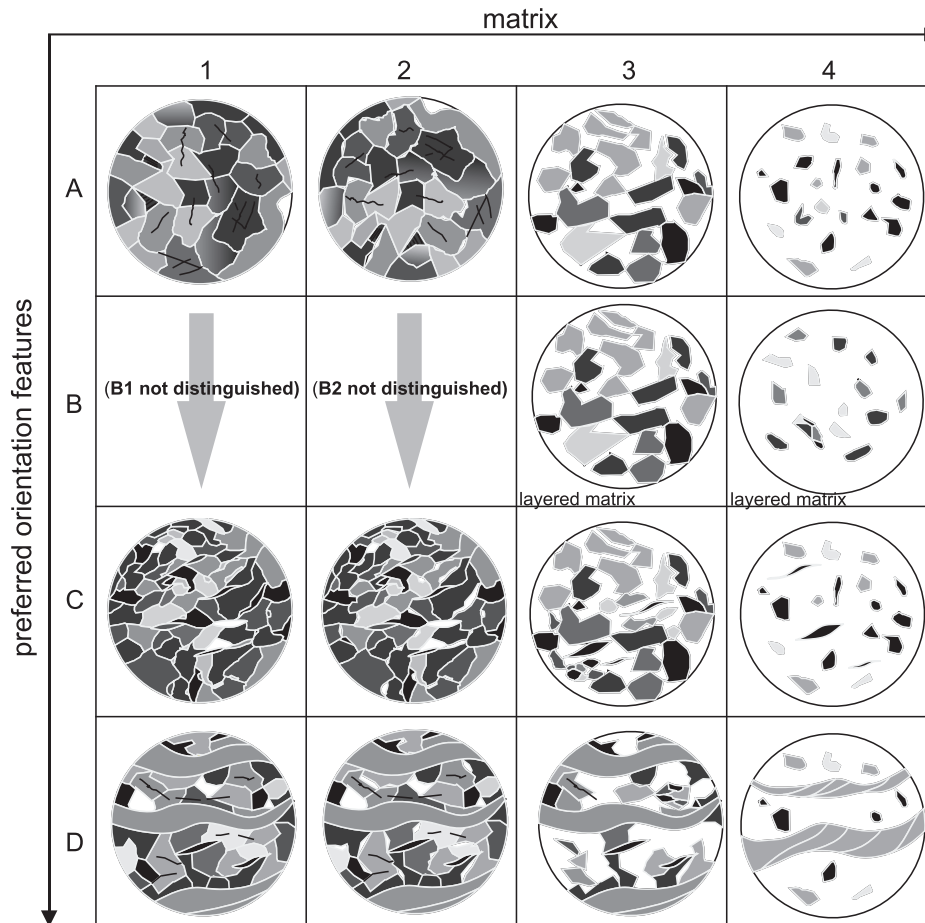 matrix
1 2 3 4
preferred orientation features
A
B
(B1 not distinguished) (B2 not distinguished)
layered matrix layered matrix
C
D